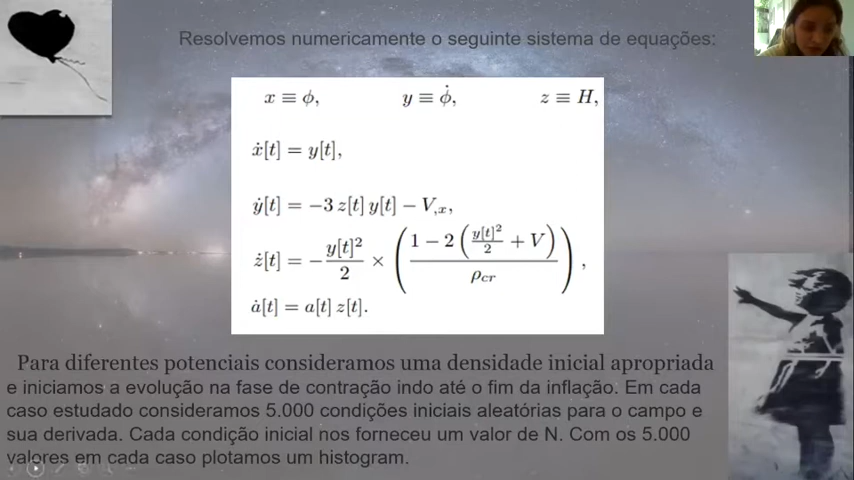 Resolvemos numericamente o seguinte sistema de equações:
x ≡ ϕ, y ≡ ϕ̇, z ≡ H,
ẋ[t] = y[t],
ẏ[t] = −3 z[t] y[t] − V,ₓ,
ż[t] = − y[t]²/2 × ( (1 − 2 ( y[t]²/2 + V )) / ρcr ) ,
ȧ[t] = a[t] z[t].
Para diferentes potenciais consideramos uma densidade inicial apropriada
e iniciamos a evolução na fase de contração indo até o fim da inflação. Em cada
caso estudado consideramos 5.000 condições iniciais aleatórias para o campo e
sua derivada. Cada condição inicial nos forneceu um valor de N. Com os 5.000
valores em cada caso plotamos um histogram.